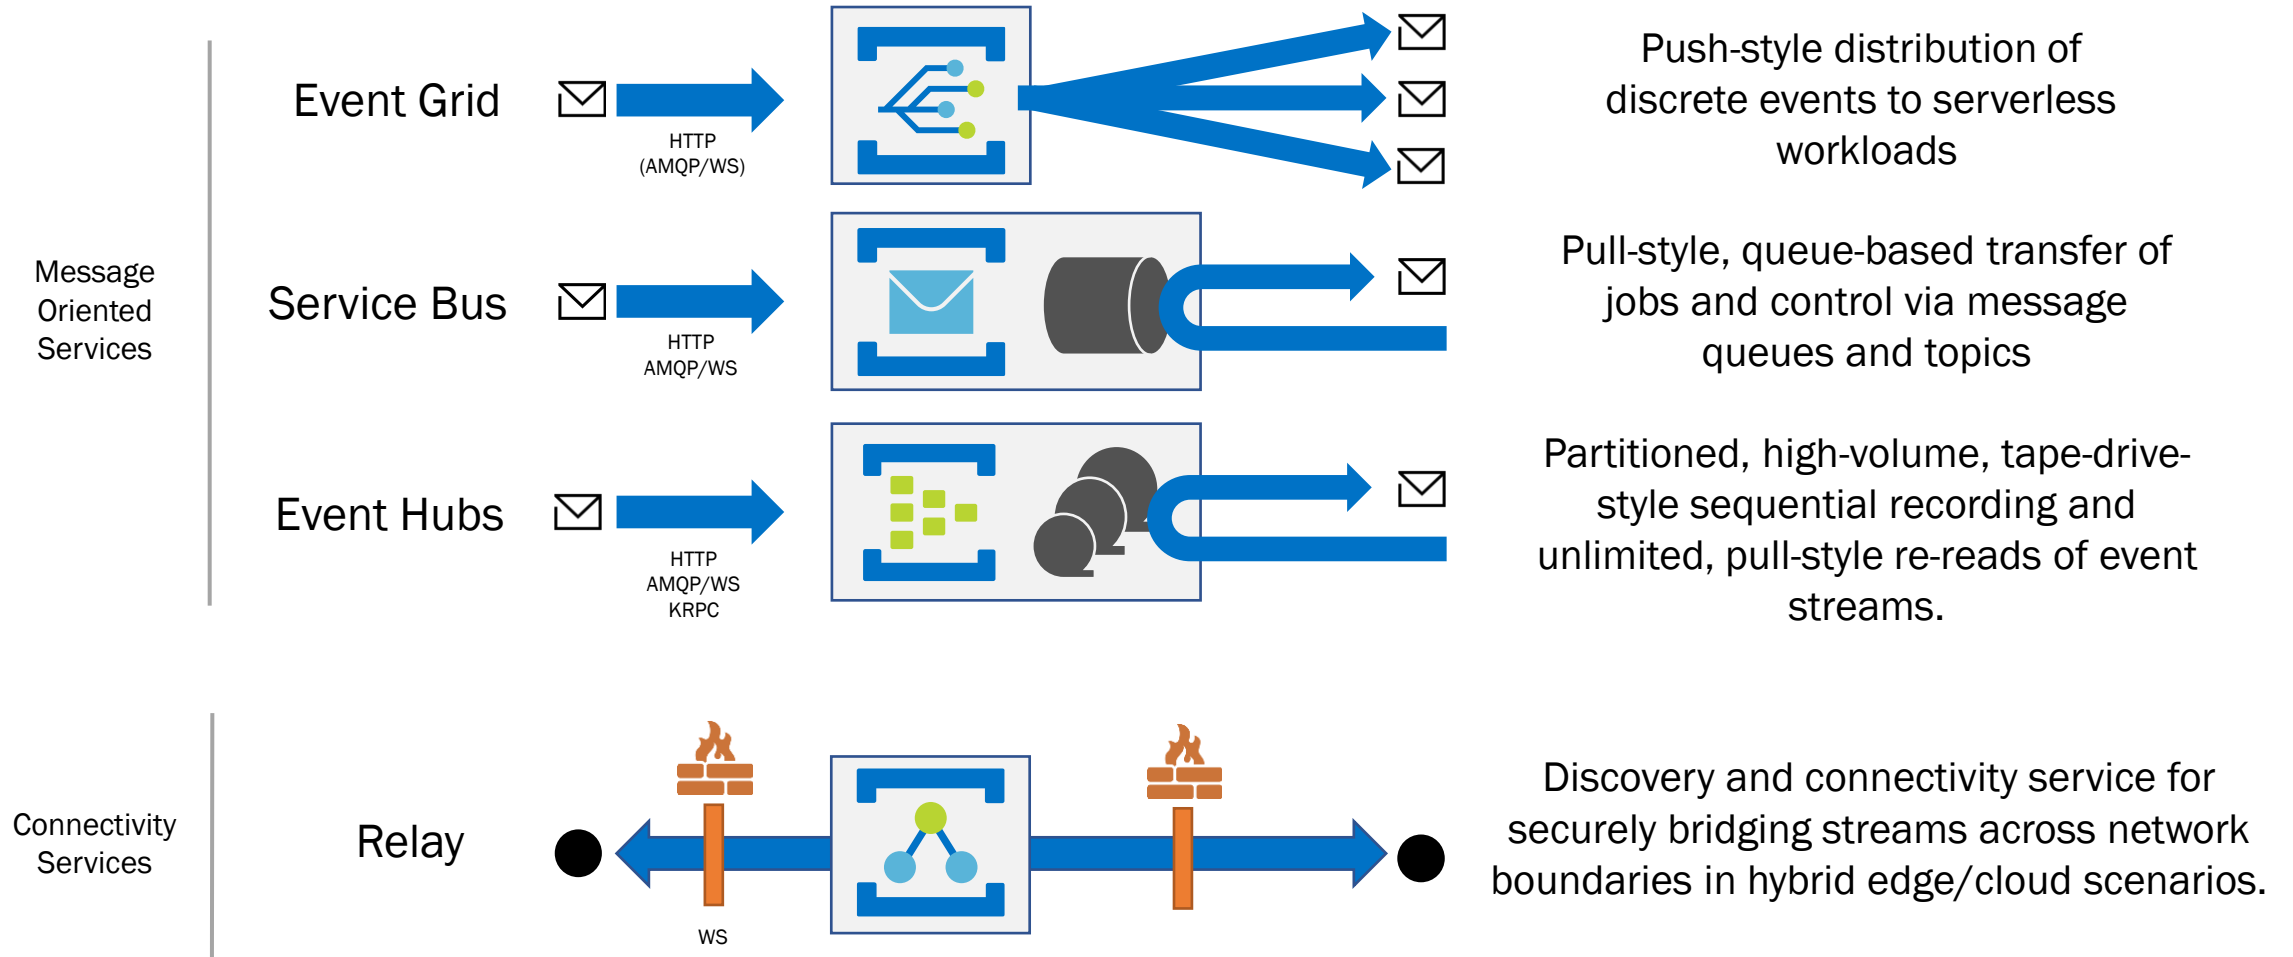 Message
Oriented
Services
Event Grid
HTTP
(AMQP/WS)
Push-style distribution of
discrete events to serverless
workloads
Service Bus
HTTP
AMQP/WS
Pull-style, queue-based transfer of
jobs and control via message
queues and topics
Event Hubs
HTTP
AMQP/WS
KRPC
Partitioned, high-volume, tape-drive-
style sequential recording and
unlimited, pull-style re-reads of event
streams.
Connectivity
Services
Relay
WS
Discovery and connectivity service for
securely bridging streams across network
boundaries in hybrid edge/cloud scenarios.